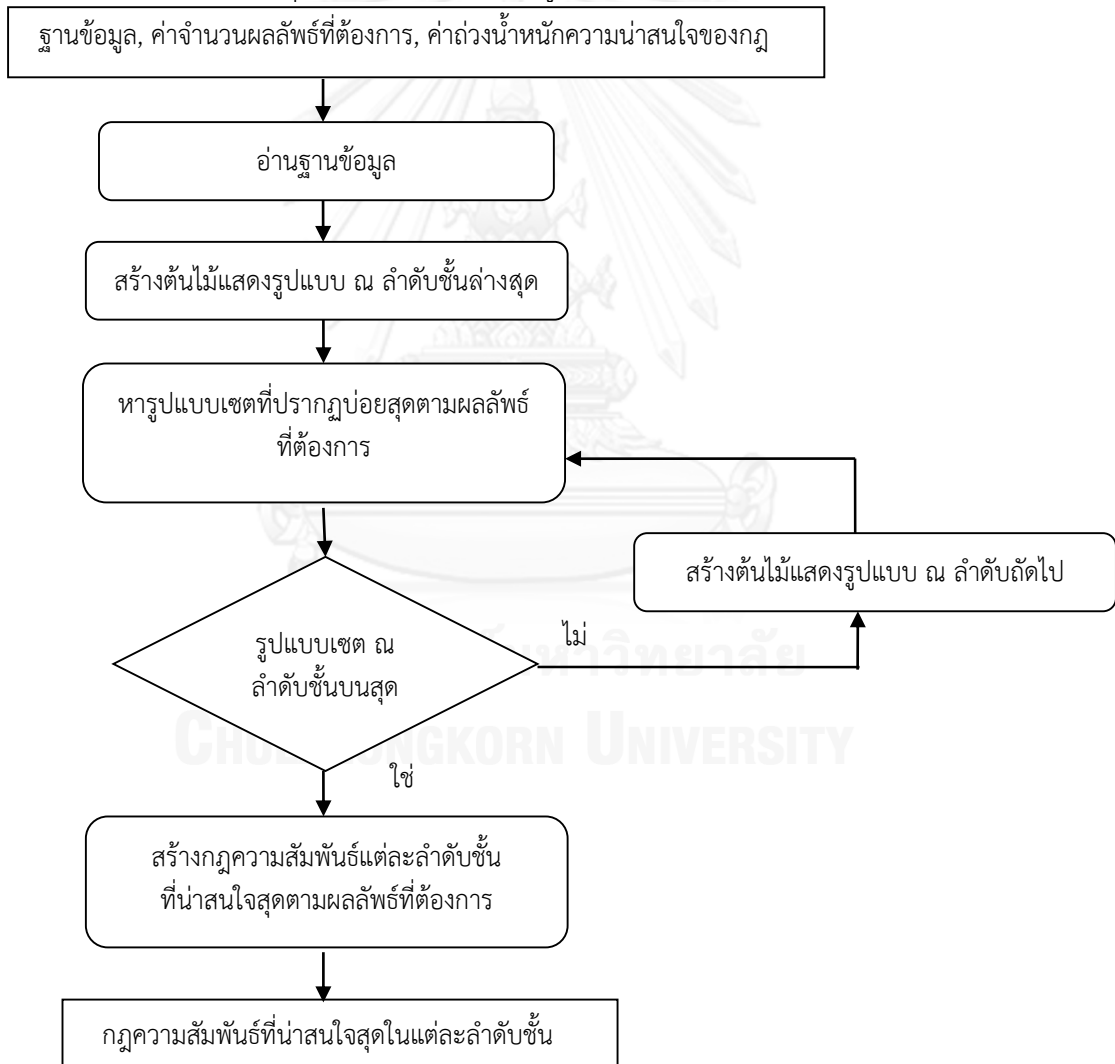 ฐานข้อมูล, ค่าจำนวนผลลัพธ์ที่ต้องการ, ค่าถ่วงน้ำหนักความน่าสนใจของกฎ
อ่านฐานข้อมูล
สร้างต้นไม้แสดงรูปแบบ ณ ลำดับชั้นล่างสุด
หารูปแบบเซตที่ปรากฏบ่อยสุดตามผลลัพธ์
ที่ต้องการ
สร้างต้นไม้แสดงรูปแบบ ณ ลำดับถัดไป
ไม่
รูปแบบเซต ณ
ลำดับชั้นบนสุด
ใช่
สร้างกฎความสัมพันธ์แต่ละลำดับชั้น
ที่น่าสนใจสุดตามผลลัพธ์ที่ต้องการ
กฎความสัมพันธ์ที่น่าสนใจสุดในแต่ละลำดับชั้น
หาวิทยาลัย
NGKORN UNIVERSITY